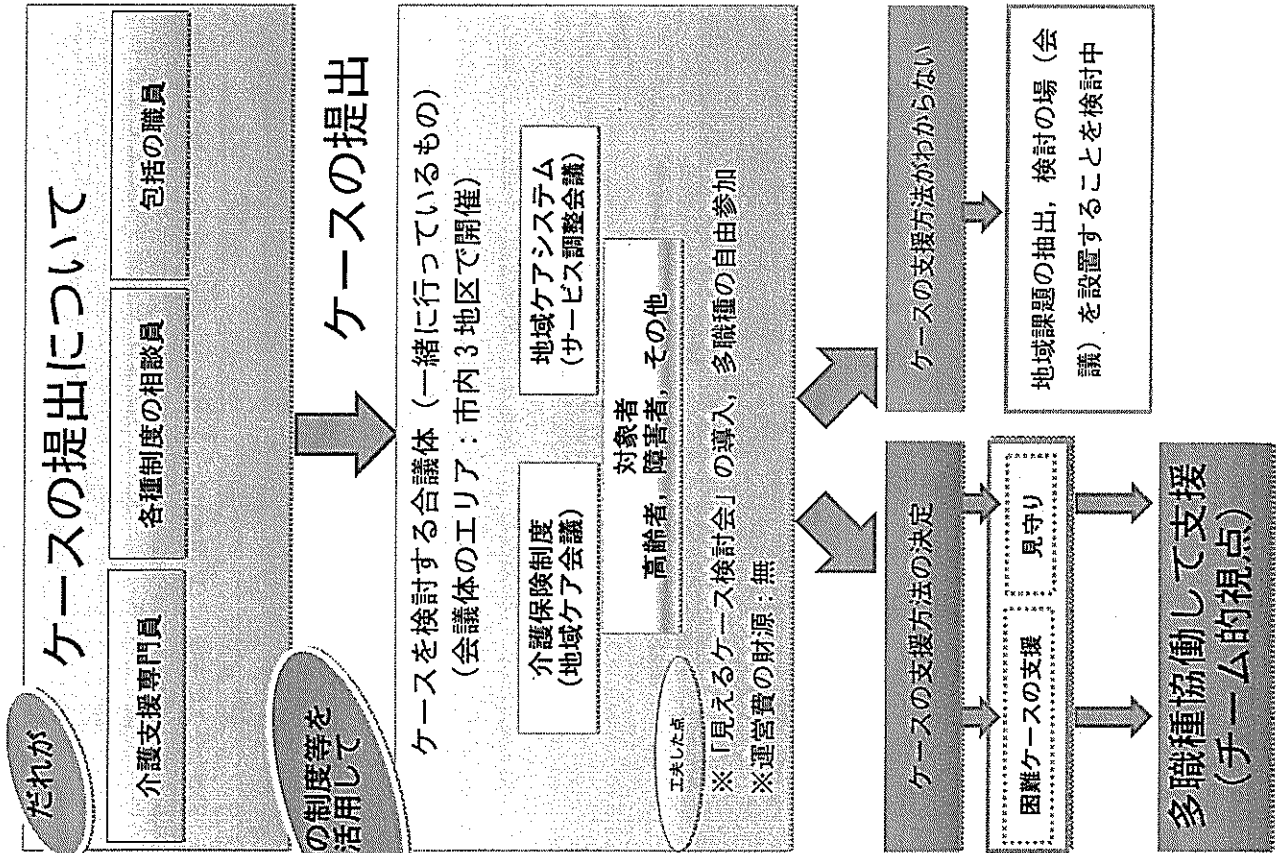 だれが
ケースの提出について
介護支援専門員
各種制度の相談員
包括の職員
の制度等を
活用して
ケースの提出
ケースを検討する合議体（一緒に行っているもの）
（会議体のエリア：市内3地区で開催）
介護保険制度
（地域ケア会議）
地域ケアシステム
（サービス調整会議）
対象者
高齢者，障害者，その他
工夫した点
※「見えるケース検討会」の導入，多職種の自由参加
※運営費の財源：無
ケースの支援方法の決定
困難ケースの支援
見守り
多職種協働して支援
（チーム的視点）
ケースの支援方法がわからない
地域課題の抽出，検討の場（会
議）を設置することを検討中